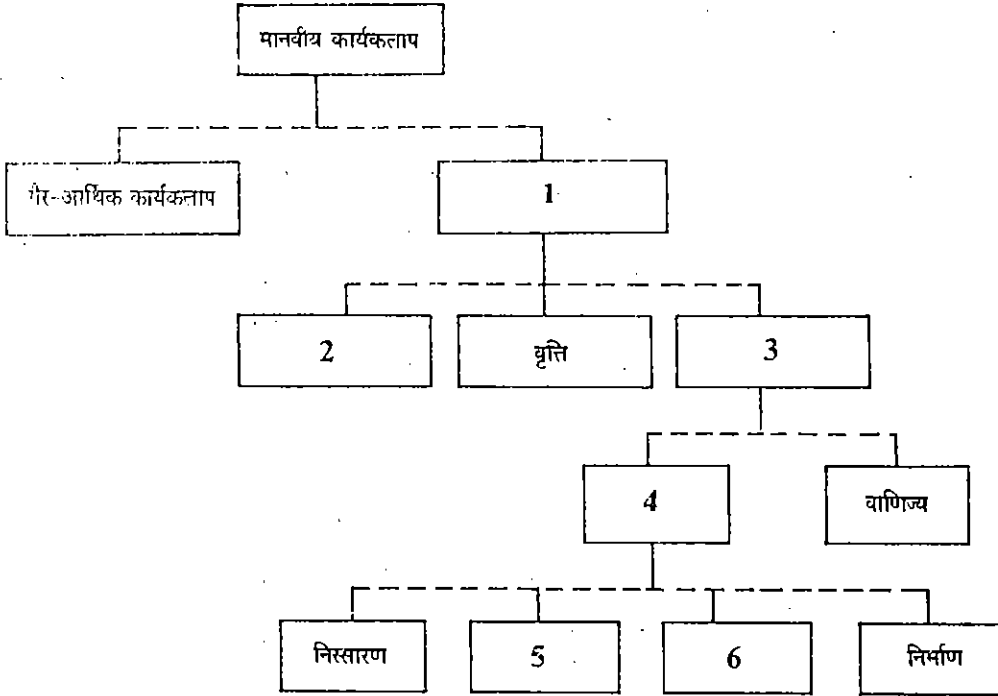 मानवीय कार्यकलाप
गैर-आर्थिक कार्यकलाप
1
2
वृत्ति
3
4
वाणिज्य
निस्सारण
5
6
निर्माण